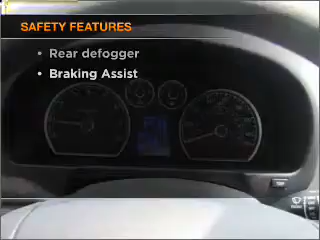 SAFETY FEATURES
• Rear defogger
• Braking Assist